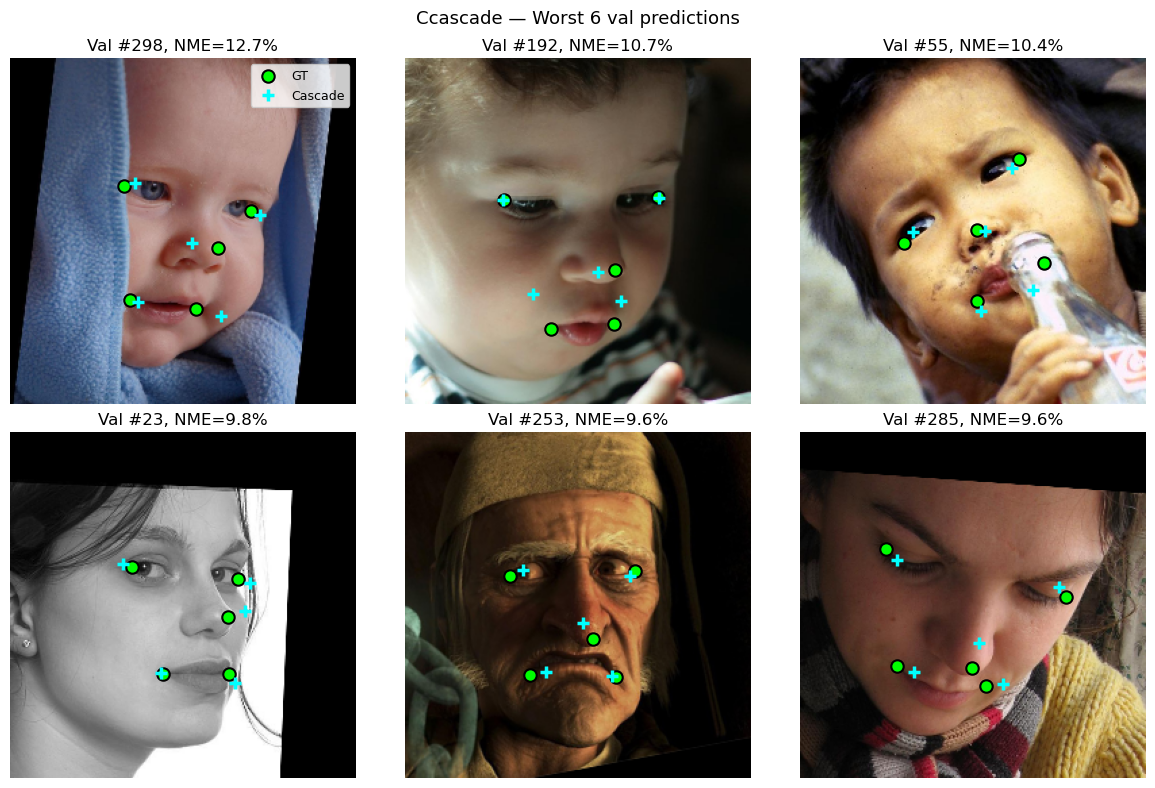 Ccascade — Worst 6 val predictions
Val #298, NME=12.7%
Val #192, NME=10.7%
Val #55, NME=10.4%
GT
Cascade
Val #23, NME=9.8%
Val #253, NME=9.6%
Val #285, NME=9.6%